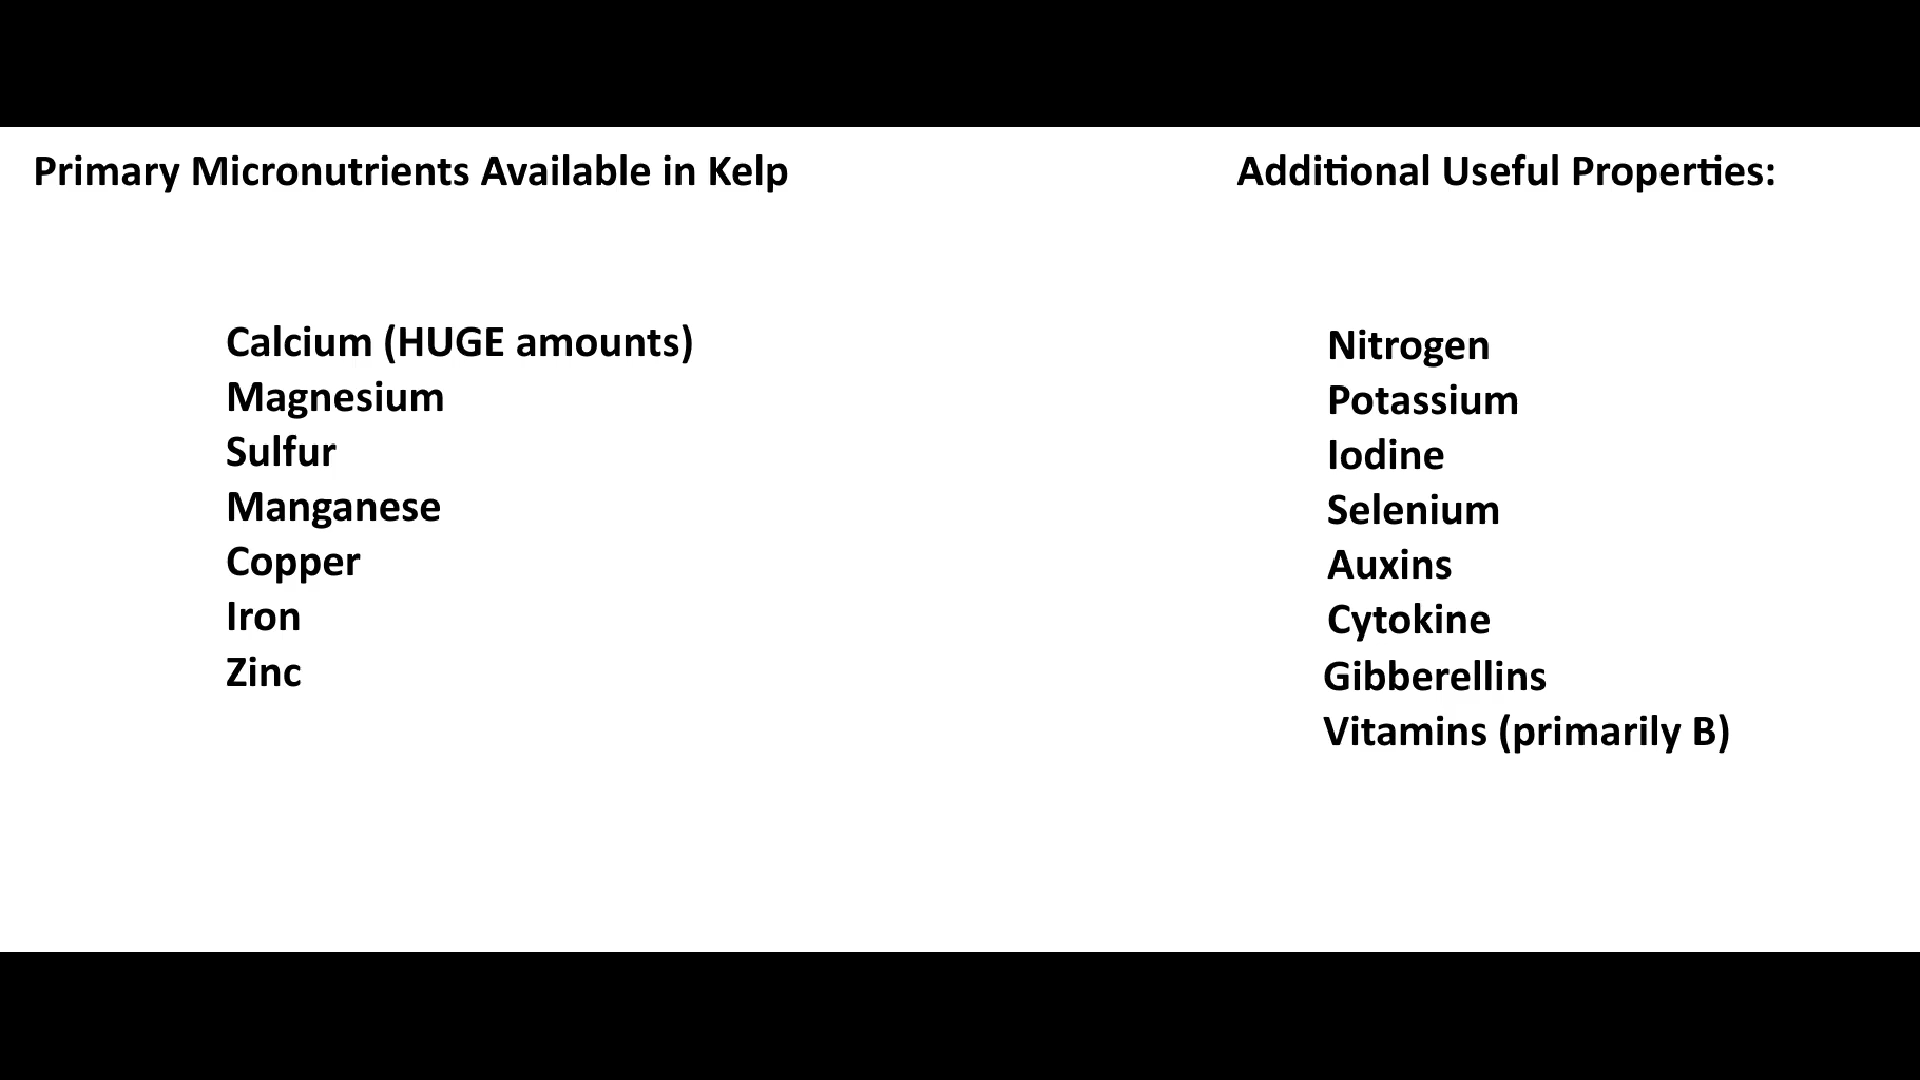 Primary Micronutrients Available in Kelp
Calcium (HUGE amounts)
Magnesium
Sulfur
Manganese
Copper
Iron
Zinc
Additional Useful Properties:
Nitrogen
Potassium
Iodine
Selenium
Auxins
Cytokine
Gibberellins
Vitamins (primarily B)